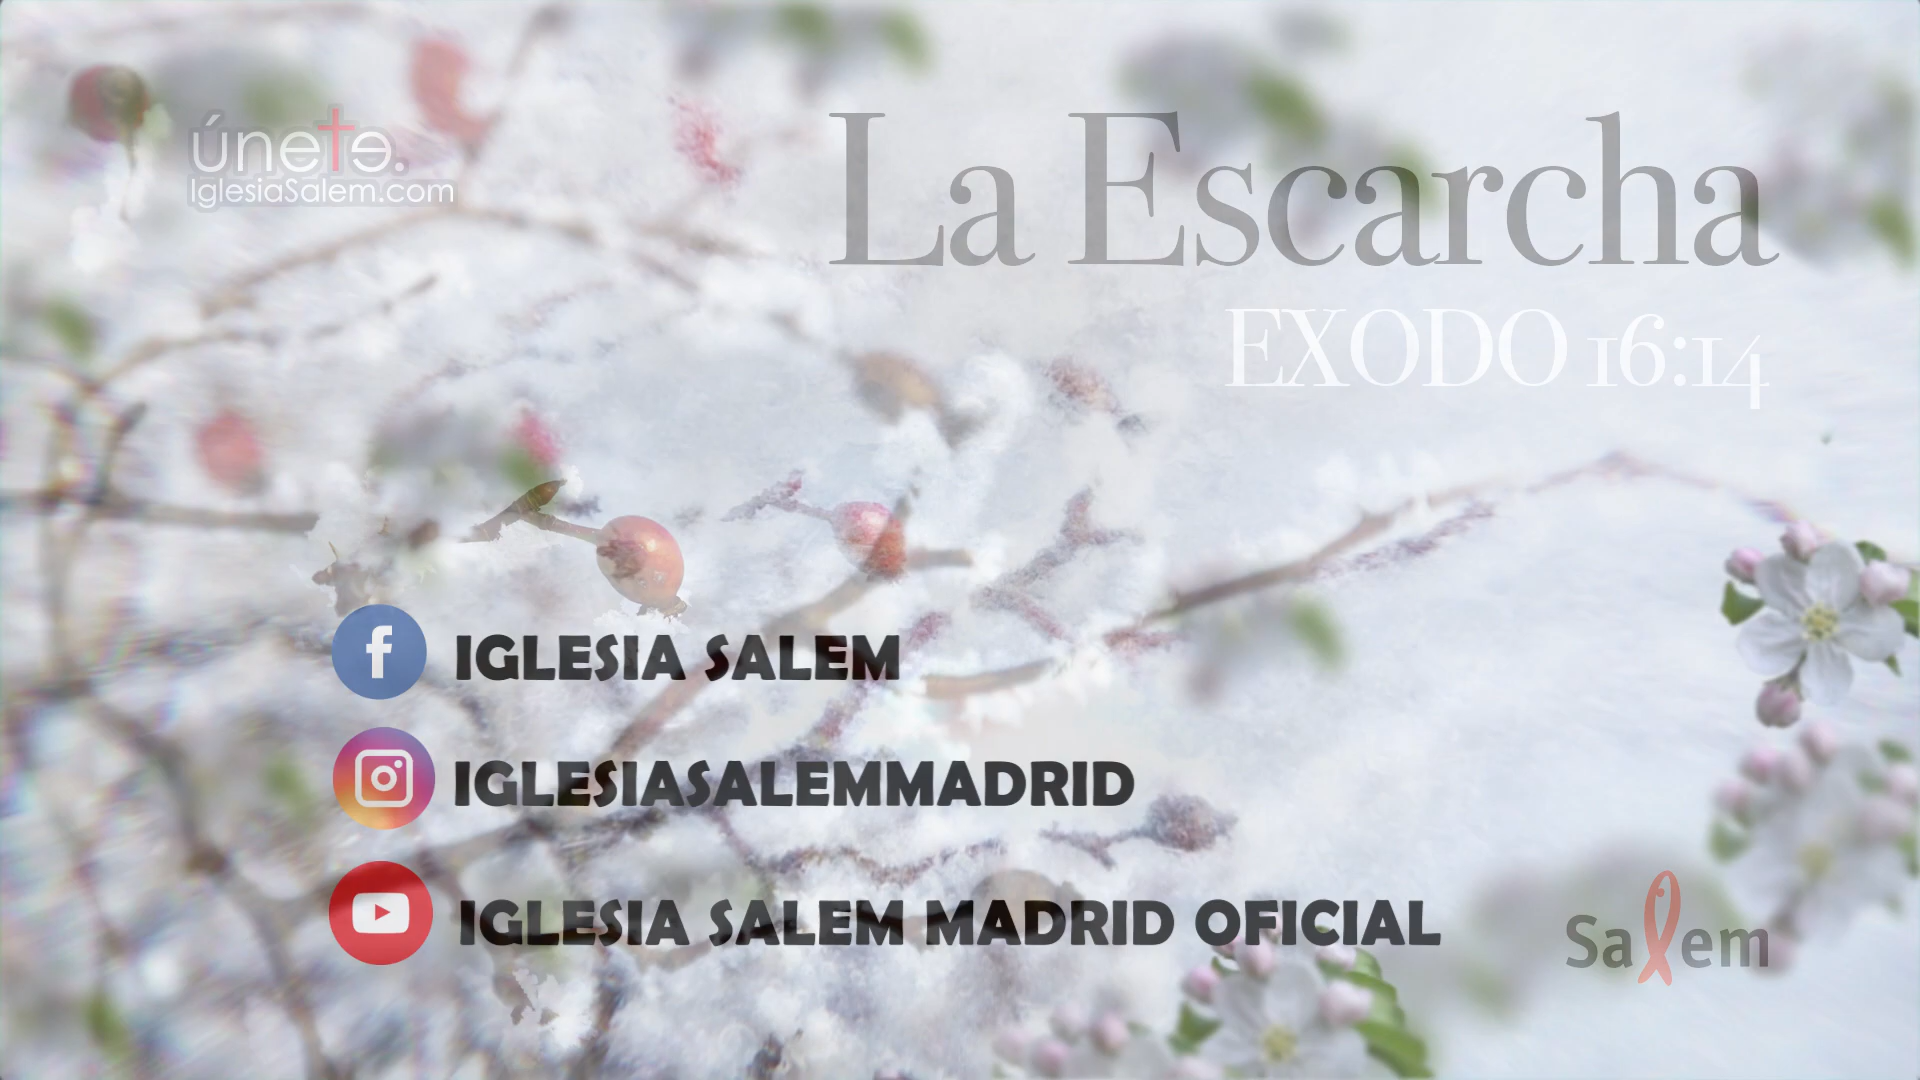 únete.
IglesiaSalem.com
La Escarcha
EXODO 16:14
IGLESIA SALEM
IGLESIASALEMMADRID
IGLESIA SALEM MADRID OFICIAL
Salem